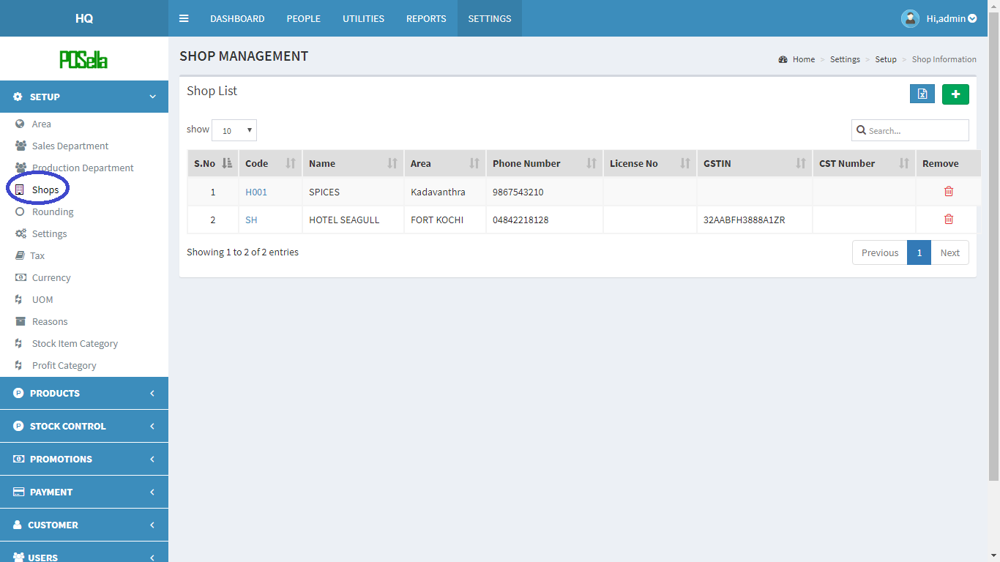 HQ
DASHBOARD PEOPLE UTILITIES REPORTS SETTINGS
Hi,admin
POSella
SETUP
Area
Sales Department
Production Department
Shops
Rounding
Settings
Tax
Currency
UOM
Reasons
Stock Item Category
Profit Category
PRODUCTS
STOCK CONTROL
PROMOTIONS
PAYMENT
CUSTOMER
USERS
SHOP MANAGEMENT
Home > Settings > Setup > Shop Information
Shop List
show 10
Search...
S.No Code Name Area Phone Number License No GSTIN CST Number Remove
1 H001 SPICES Kadavanthra 9867543210
2 SH HOTEL SEAGULL FORT KOCHI 04842218128 32AABFH3888A1ZR
Showing 1 to 2 of 2 entries
Previous 1 Next